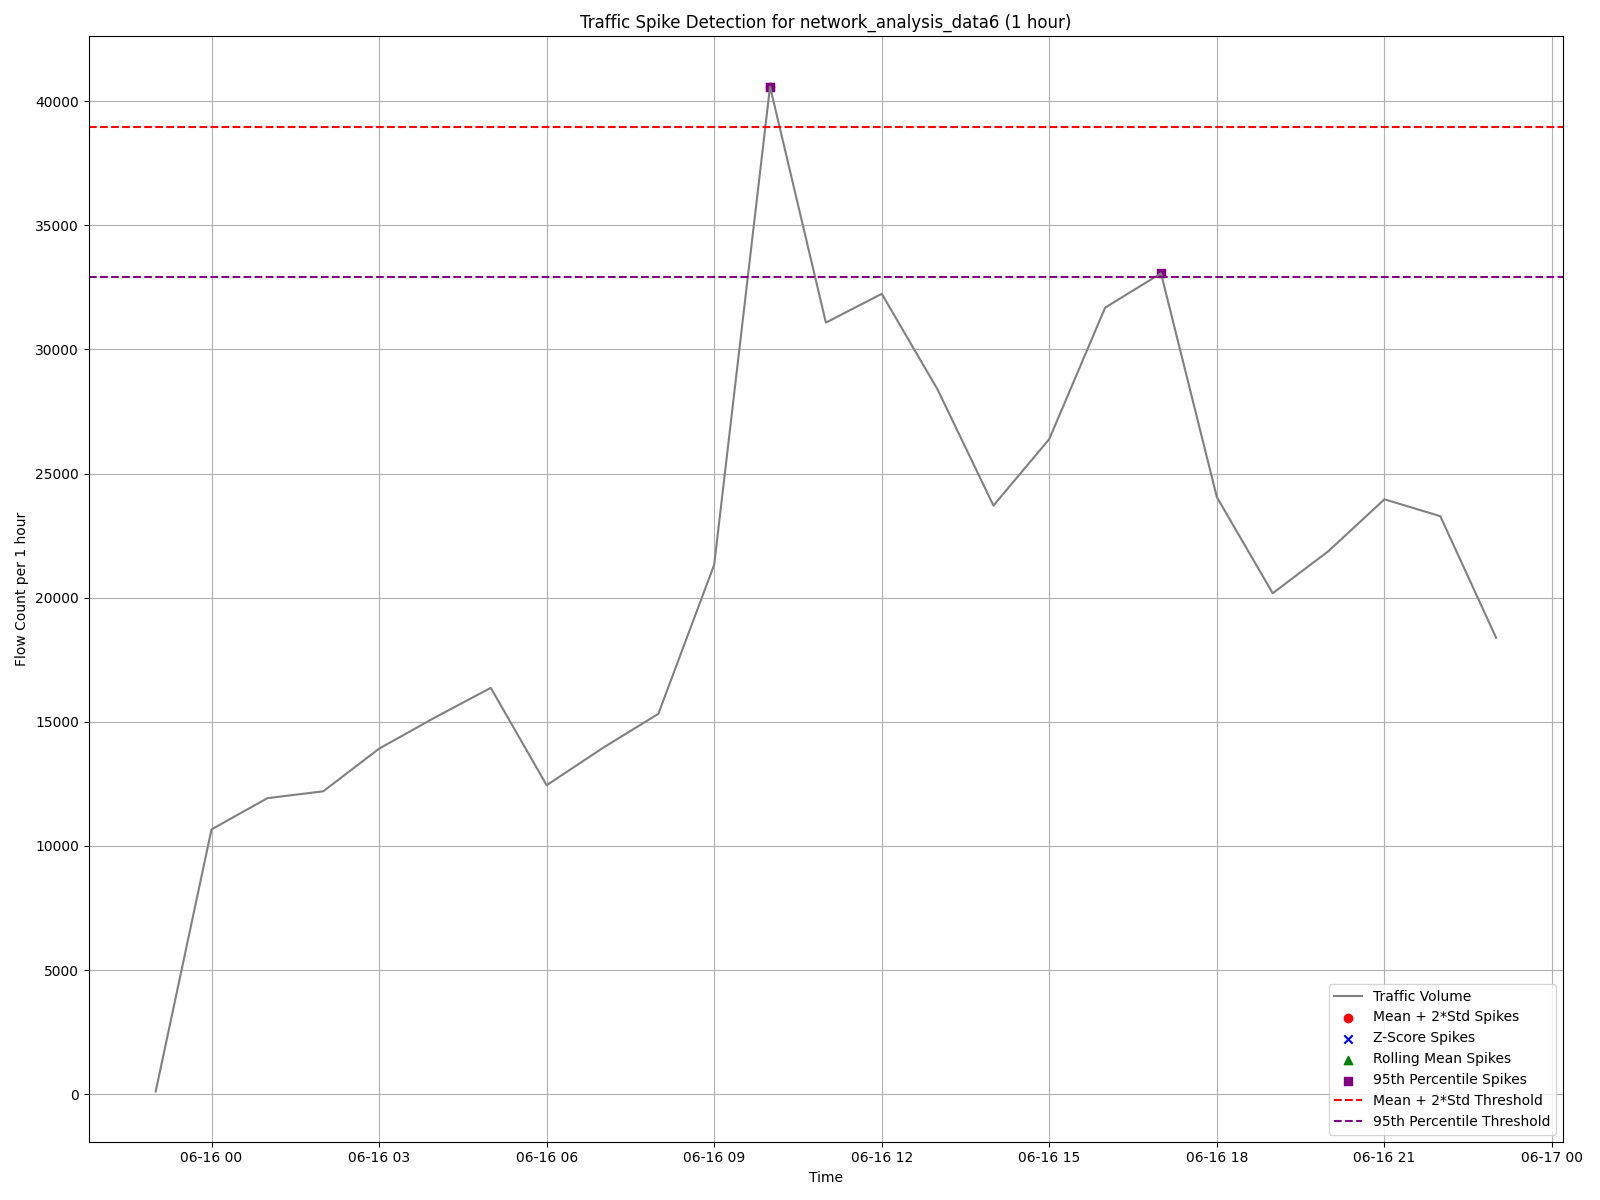 Traffic Spike Detection for network_analysis_data6 (1 hour)
Flow Count per 1 hour
40000
35000
30000
25000
20000
15000
10000
5000
0
Traffic Volume
Mean + 2*Std Spikes
Z-Score Spikes
Rolling Mean Spikes
95th Percentile Spikes
Mean + 2*Std Threshold
95th Percentile Threshold
06-16 00
06-16 03
06-16 06
06-16 09
06-16 12
06-16 15
06-16 18
06-16 21
06-17 00
Time